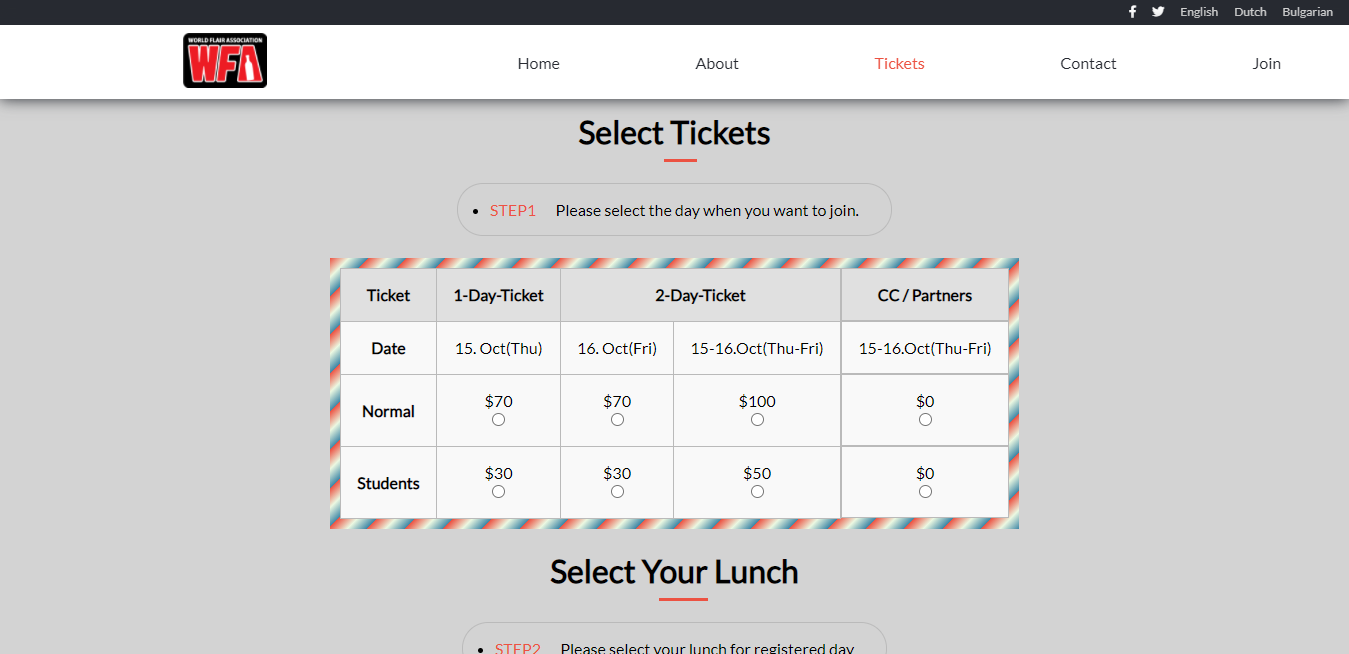 English Dutch Bulgarian
WORLD FLAIR ASSOCIATION
WFA
Home About Tickets Contact Join
Select Tickets
• STEP1 Please select the day when you want to join.
Ticket 1-Day-Ticket 2-Day-Ticket CC / Partners
Date 15. Oct(Thu) 16. Oct(Fri) 15-16.Oct(Thu-Fri) 15-16.Oct(Thu-Fri)
Normal $70 $70 $100 $0
Students $30 $30 $50 $0
Select Your Lunch
• STEP2 Please select your lunch for registered day